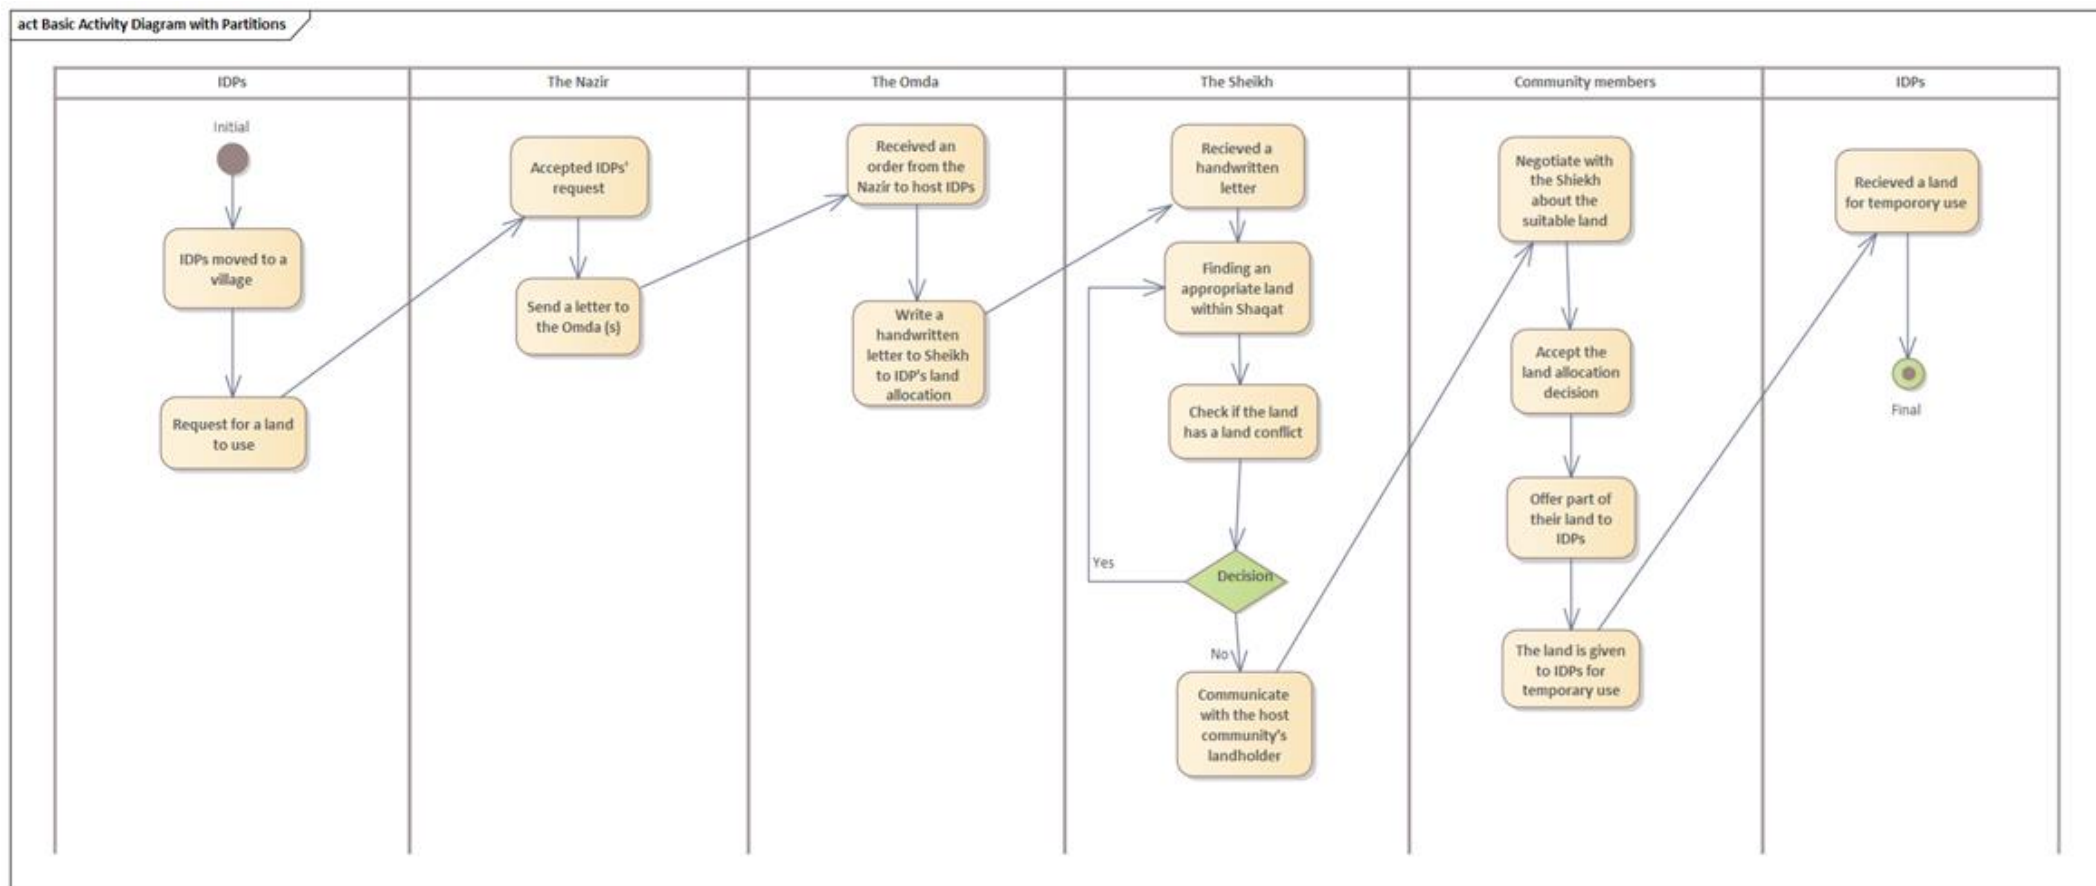 act Basic Activity Diagram with Partitions
IDPs
The Nazir
The Omda
The Sheikh
Community members
IDPs
Initial
IDPs moved to a
village
Request for a land
to use
Accepted IDPs'
request
Send a letter to
the Omda (s)
Received an
order from the
Nazir to host IDPs
Write a
handwritten
letter to Sheikh
to IDP's land
allocation
Recieved a
handwritten
letter
Finding an
appropriate land
within Shaqat
Check if the land
has a land conflict
Decision
Yes
No
Communicate
with the host
community's
landholder
Negotiate with
the Shiekh
about the
suitable land
Accept the
land allocation
decision
Offer part of
their land to
IDPs
The land is given
to IDPs for
temporary use
Recieved a land
for temporory use
Final